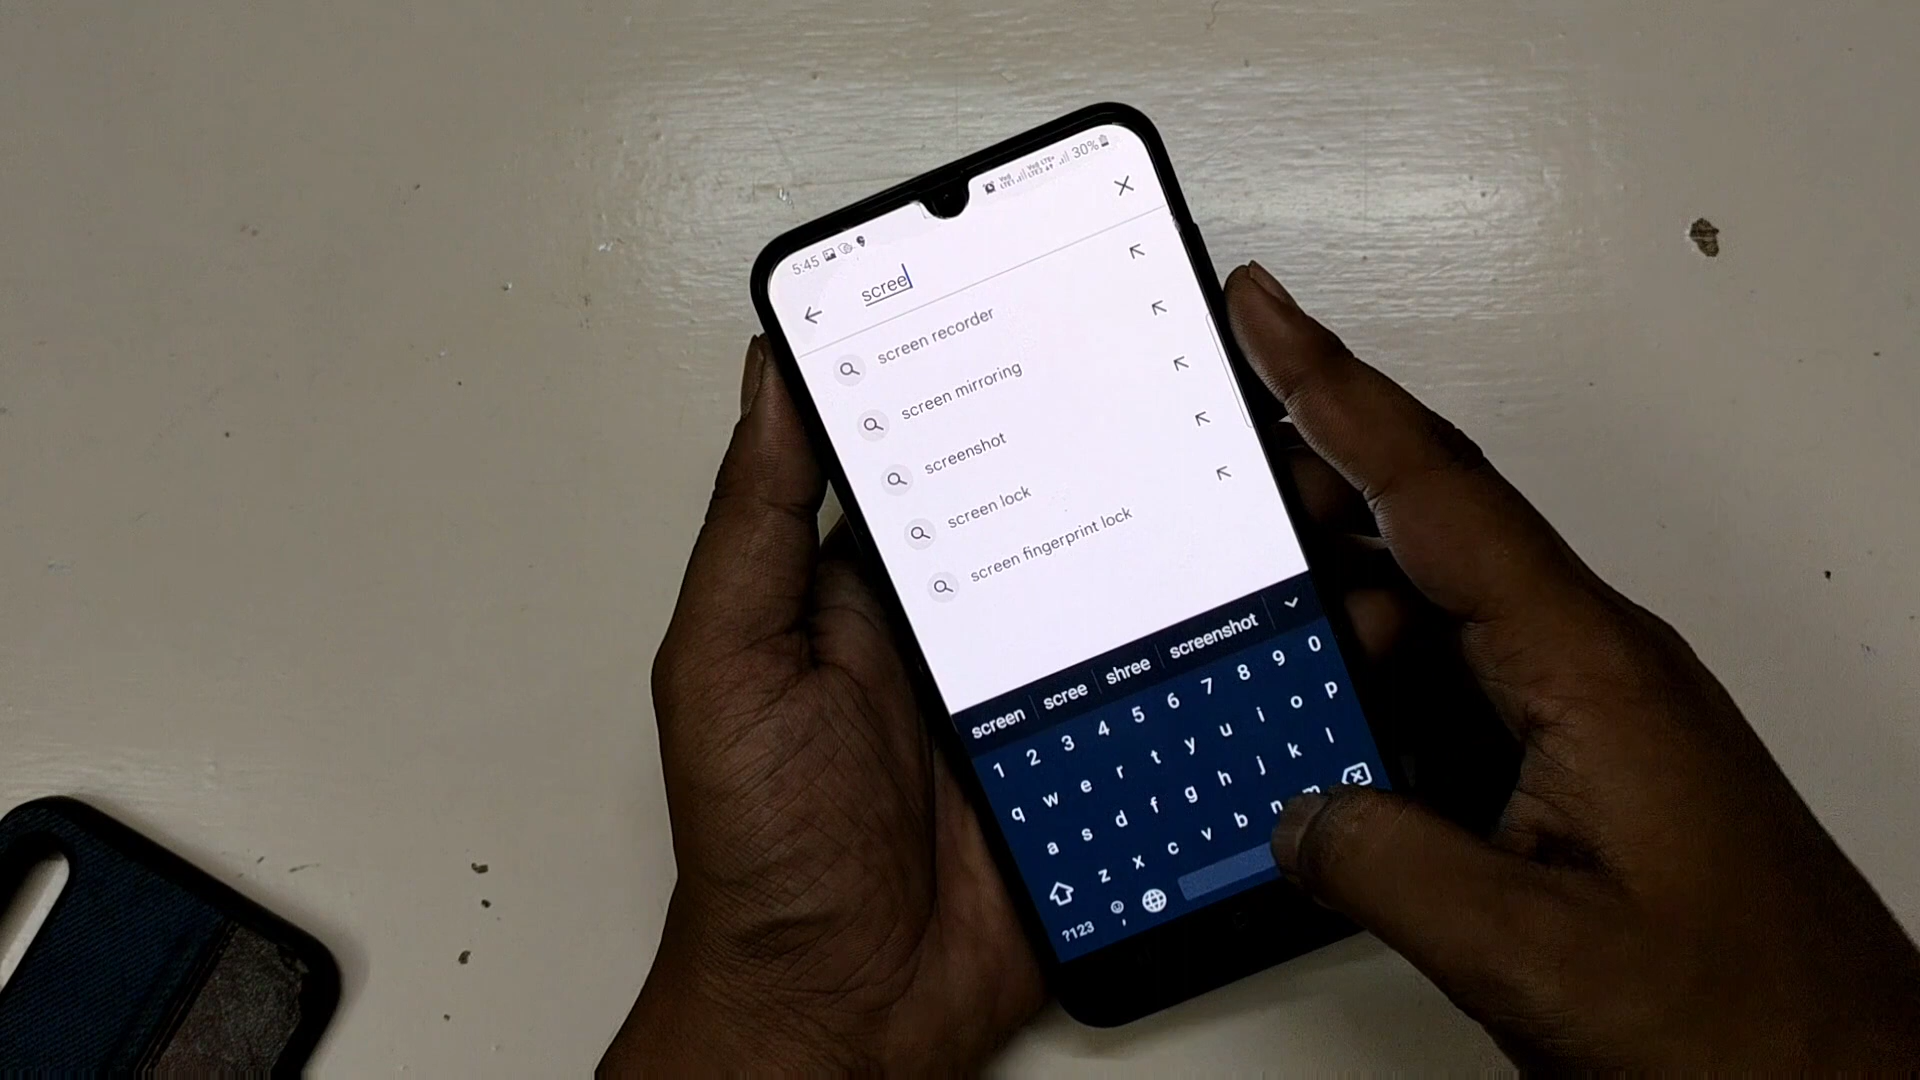 5:45
30%
scree
screen recorder
screen mirroring
screenshot
screen lock
screen fingerprint lock
screen scree shree screenshot
1 2 3 4 5 6 7 8 9 0
q w e r t y u i o p
a s d f g h j k l
z x c v b n m
?123 ,